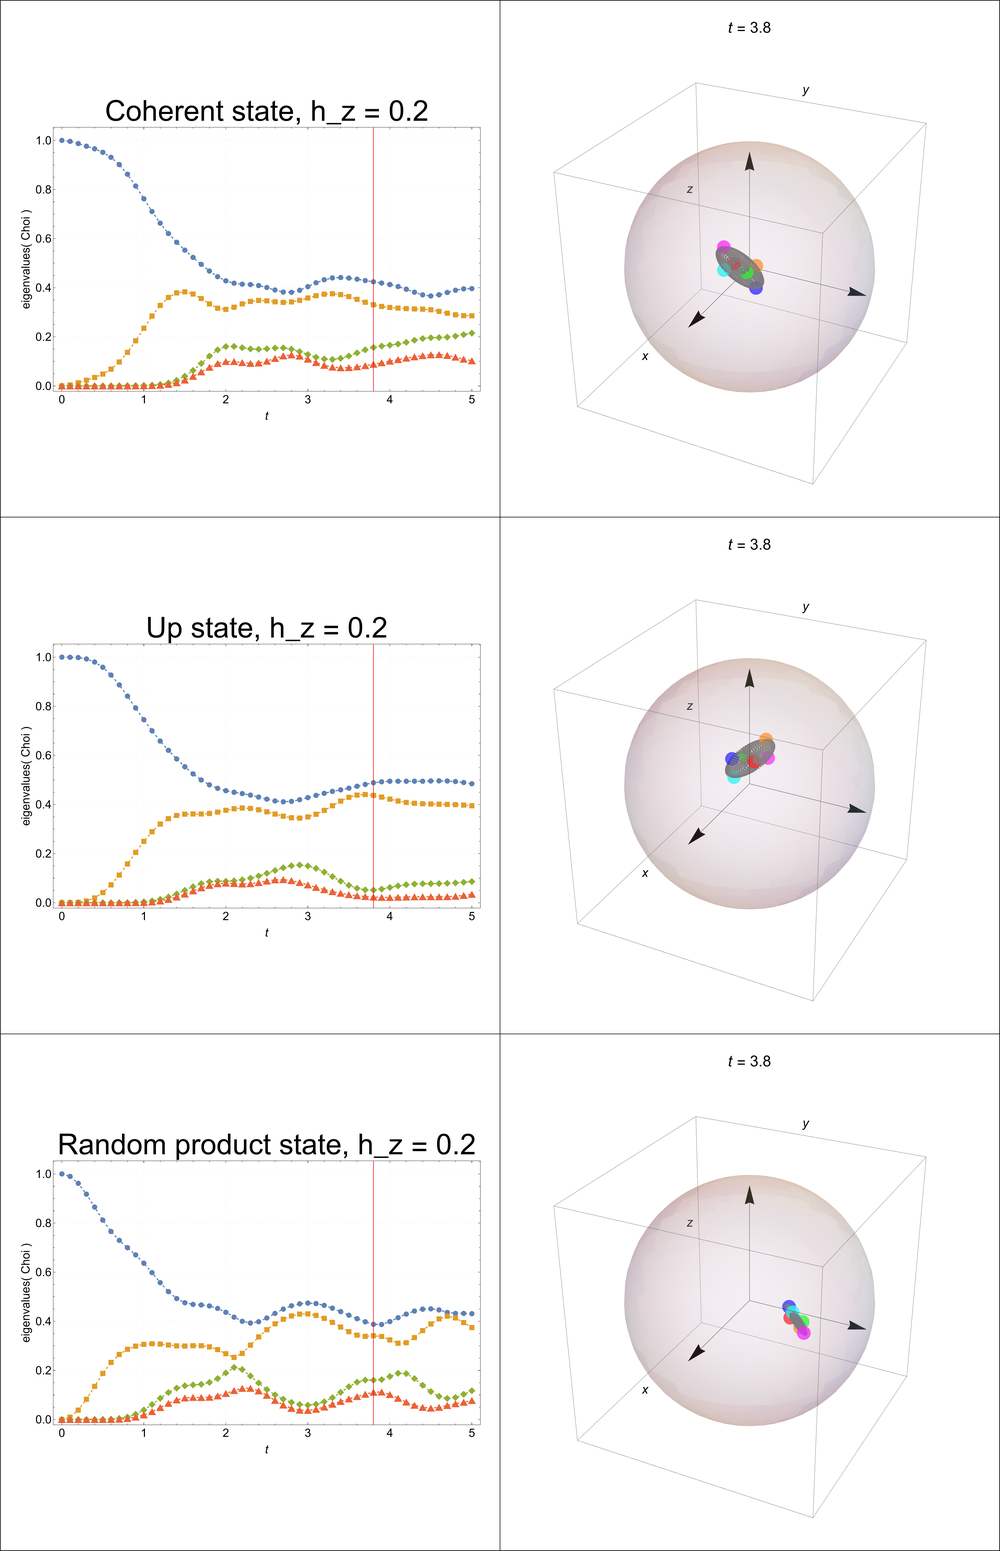 t = 3.8
Coherent state, h_z = 0.2
y
z
x
eigenvalues( Choi )
1.0
0.8
0.6
0.4
0.2
0.0
0 1 2 3 4 5
t
t = 3.8
Up state, h_z = 0.2
y
z
x
eigenvalues( Choi )
1.0
0.8
0.6
0.4
0.2
0.0
0 1 2 3 4 5
t
t = 3.8
Random product state, h_z = 0.2
y
z
x
eigenvalues( Choi )
1.0
0.8
0.6
0.4
0.2
0.0
0 1 2 3 4 5
t